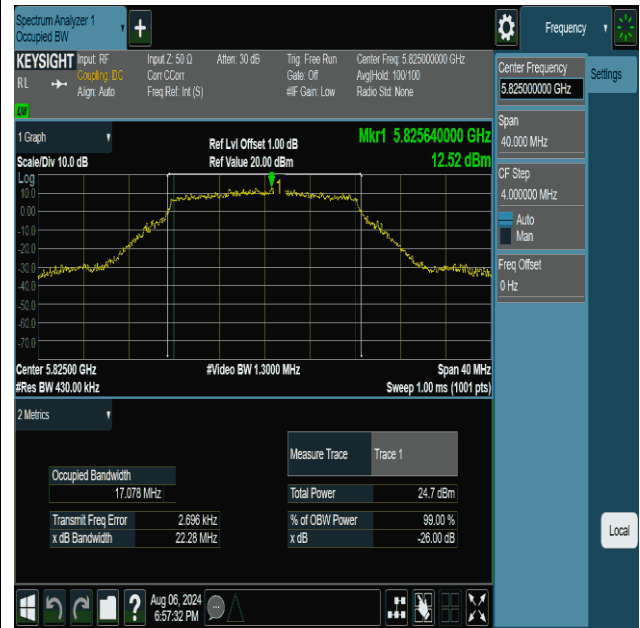 Spectrum Analyzer 1
Occupied BW
+
Frequency
KEYSIGHT
RL
Input: RF
Coupling: DC
Align: Auto
Input Z: 50 Ω
Corr CCorr
Freq Ref: Int (S)
Atten: 30 dB
Trig: Free Run
Gate: Off
#IF Gain: Low
Center Freq: 5.825000000 GHz
Avg|Hold: 100/100
Radio Std: None
Center Frequency
5.825000000 GHz
Settings
Span
40.000 MHz
CF Step
4.000000 MHz
Auto
Man
Freq Offset
0 Hz
1 Graph
Ref Lvl Offset 1.00 dB
Mkr1 5.825640000 GHz
Scale/Div 10.0 dB
Ref Value 20.00 dBm
12.52 dBm
Log
1
10.0
0.00
-10.0
-20.0
-30.0
-40.0
-50.0
-60.0
-70.0
Center 5.82500 GHz
#Video BW 1.3000 MHz
Span 40 MHz
#Res BW 430.00 kHz
Sweep 1.00 ms (1001 pts)
2 Metrics
Measure Trace
Trace 1
Occupied Bandwidth
17.078 MHz
Total Power
24.7 dBm
Transmit Freq Error
2.696 kHz
% of OBW Power
99.00 %
x dB Bandwidth
22.28 MHz
x dB
-26.00 dB
Local
?
Aug 06, 2024
6:57:32 PM